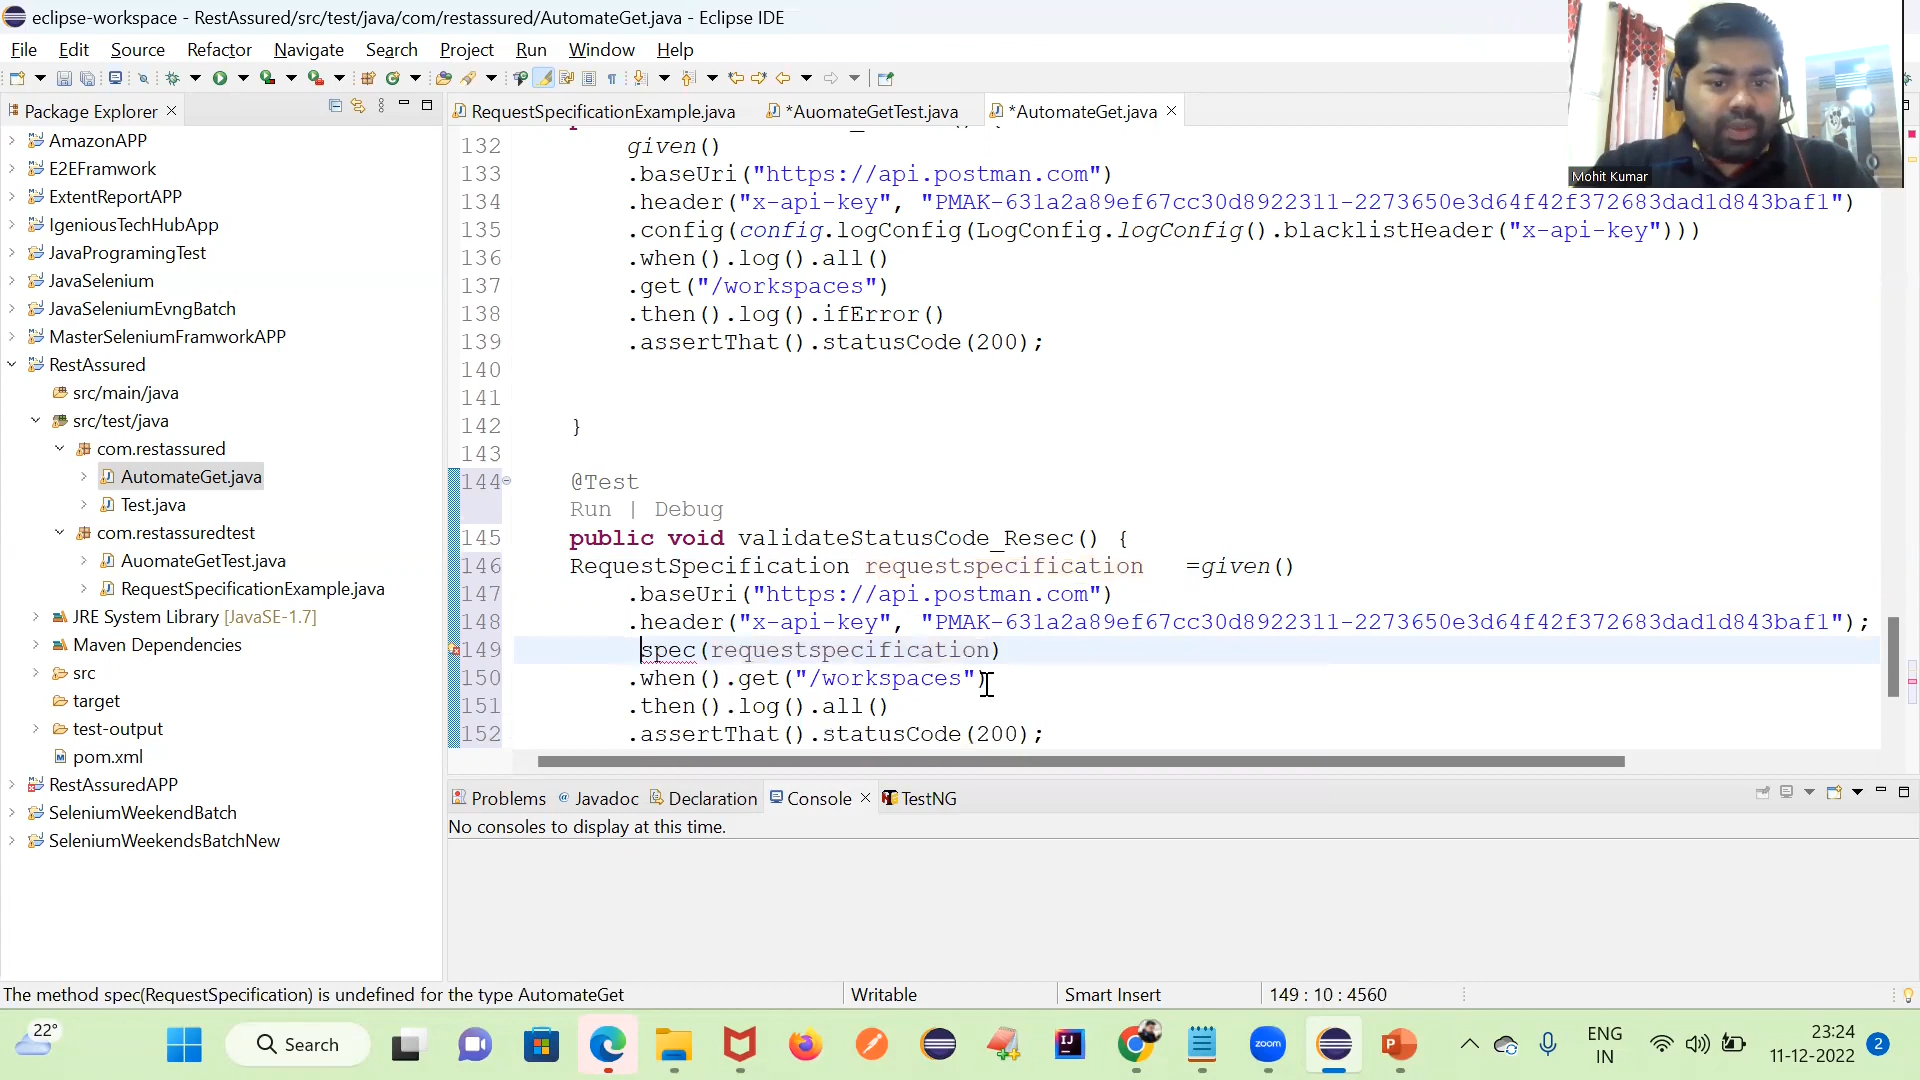 eclipse-workspace - RestAssured/src/test/java/com/restassured/AutomateGet.java - Eclipse IDE
File Edit Source Refactor Navigate Search Project Run Window Help
Package Explorer
AmazonAPP
E2EFramwork
ExtentReportAPP
IgeniousTechHubApp
JavaProgramingTest
JavaSelenium
JavaSeleniumEvngBatch
MasterSeleniumFramworkAPP
RestAssured
src/main/java
src/test/java
com.restassured
AutomateGet.java
Test.java
com.restassuredtest
AuomateGetTest.java
RequestSpecificationExample.java
JRE System Library [JavaSE-1.7]
Maven Dependencies
src
target
test-output
pom.xml
RestAssuredAPP
SeleniumWeekendBatch
SeleniumWeekendsBatchNew
RequestSpecificationExample.java *AuomateGetTest.java *AutomateGet.java
132 given()
133 .baseUri("https://api.postman.com")
134 .header("x-api-key", "PMAK-631a2a89ef67cc30d8922311-2273650e3d64f42f372683dad1d843baf1")
135 .config(config.logConfig(LogConfig.logConfig().blacklistHeader("x-api-key")))
136 .when().log().all()
137 .get("/workspaces")
138 .then().log().ifError()
139 .assertThat().statusCode(200);
140
141
142 }
143
144 @Test
Run | Debug
145 public void validateStatusCode_Resec() {
146 RequestSpecification requestspecification =given()
147 .baseUri("https://api.postman.com")
148 .header("x-api-key", "PMAK-631a2a89ef67cc30d8922311-2273650e3d64f42f372683dad1d843baf1");
149 spec(requestspecification)
150 .when().get("/workspaces")
151 .then().log().all()
152 .assertThat().statusCode(200);
Mohit Kumar
Problems Javadoc Declaration Console TestNG
No consoles to display at this time.
The method spec(RequestSpecification) is undefined for the type AutomateGet Writable Smart Insert 149 : 10 : 4560
22°
Search
zoom
ENG
IN
23:24
11-12-2022
2